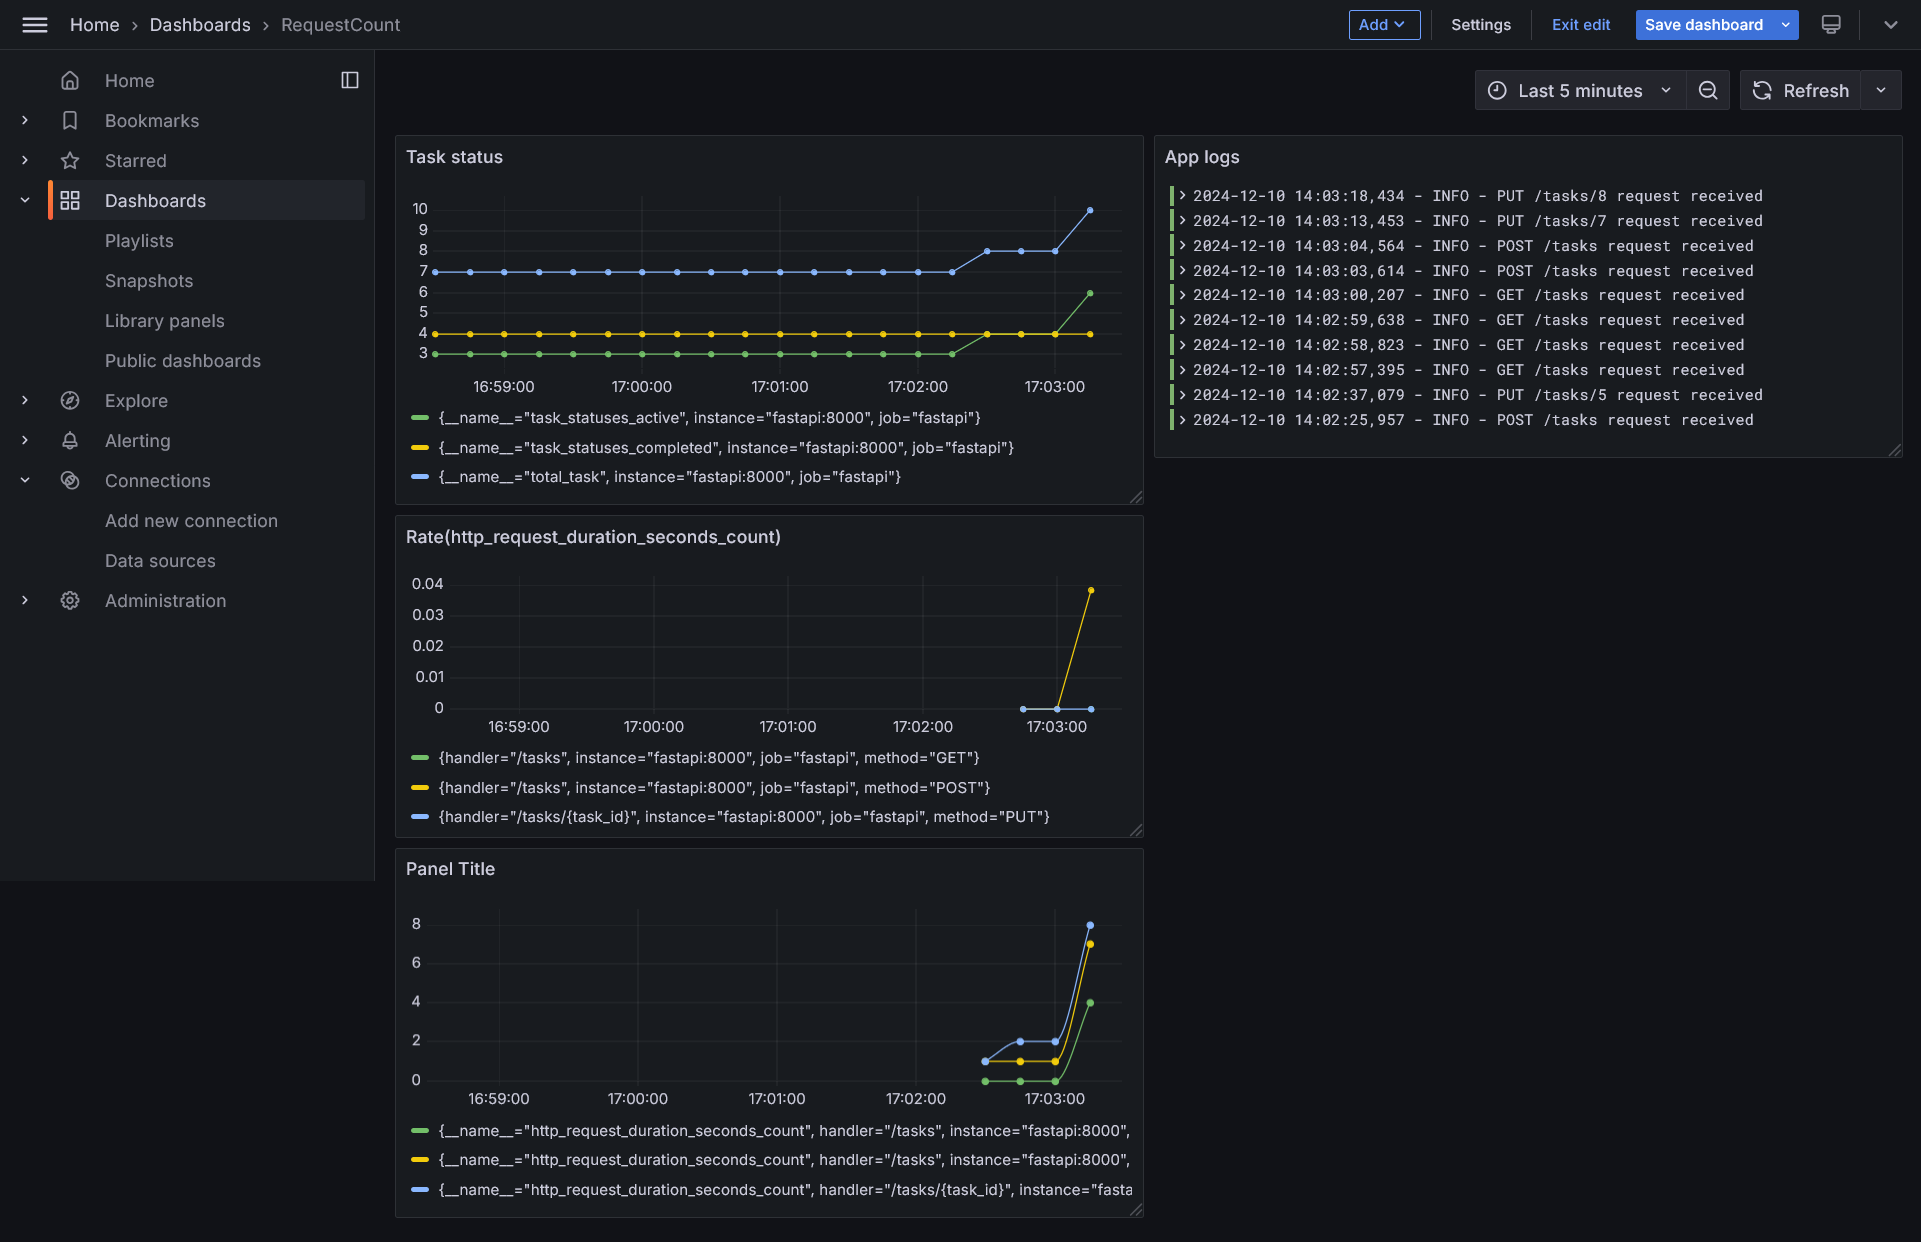 Home › Dashboards › RequestCount
Add
Settings
Exit edit
Save dashboard
Home
Bookmarks
Starred
Dashboards
Playlists
Snapshots
Library panels
Public dashboards
Explore
Alerting
Connections
Add new connection
Data sources
Administration
Last 5 minutes
Refresh
Task status
10
9
8
7
6
5
4
3
16:59:00 17:00:00 17:01:00 17:02:00 17:03:00
{__name__="task_statuses_active", instance="fastapi:8000", job="fastapi"}
{__name__="task_statuses_completed", instance="fastapi:8000", job="fastapi"}
{__name__="total_task", instance="fastapi:8000", job="fastapi"}
App logs
2024-12-10 14:03:18,434 - INFO - PUT /tasks/8 request received
2024-12-10 14:03:13,453 - INFO - PUT /tasks/7 request received
2024-12-10 14:03:04,564 - INFO - POST /tasks request received
2024-12-10 14:03:03,614 - INFO - POST /tasks request received
2024-12-10 14:03:00,207 - INFO - GET /tasks request received
2024-12-10 14:02:59,638 - INFO - GET /tasks request received
2024-12-10 14:02:58,823 - INFO - GET /tasks request received
2024-12-10 14:02:57,395 - INFO - GET /tasks request received
2024-12-10 14:02:37,079 - INFO - PUT /tasks/5 request received
2024-12-10 14:02:25,957 - INFO - POST /tasks request received
Rate(http_request_duration_seconds_count)
0.04
0.03
0.02
0.01
0
16:59:00 17:00:00 17:01:00 17:02:00 17:03:00
{handler="/tasks", instance="fastapi:8000", job="fastapi", method="GET"}
{handler="/tasks", instance="fastapi:8000", job="fastapi", method="POST"}
{handler="/tasks/{task_id}", instance="fastapi:8000", job="fastapi", method="PUT"}
Panel Title
8
6
4
2
0
16:59:00 17:00:00 17:01:00 17:02:00 17:03:00
{__name__="http_request_duration_seconds_count", handler="/tasks", instance="fastapi:8000",
{__name__="http_request_duration_seconds_count", handler="/tasks", instance="fastapi:8000",
{__name__="http_request_duration_seconds_count", handler="/tasks/{task_id}", instance="fasta